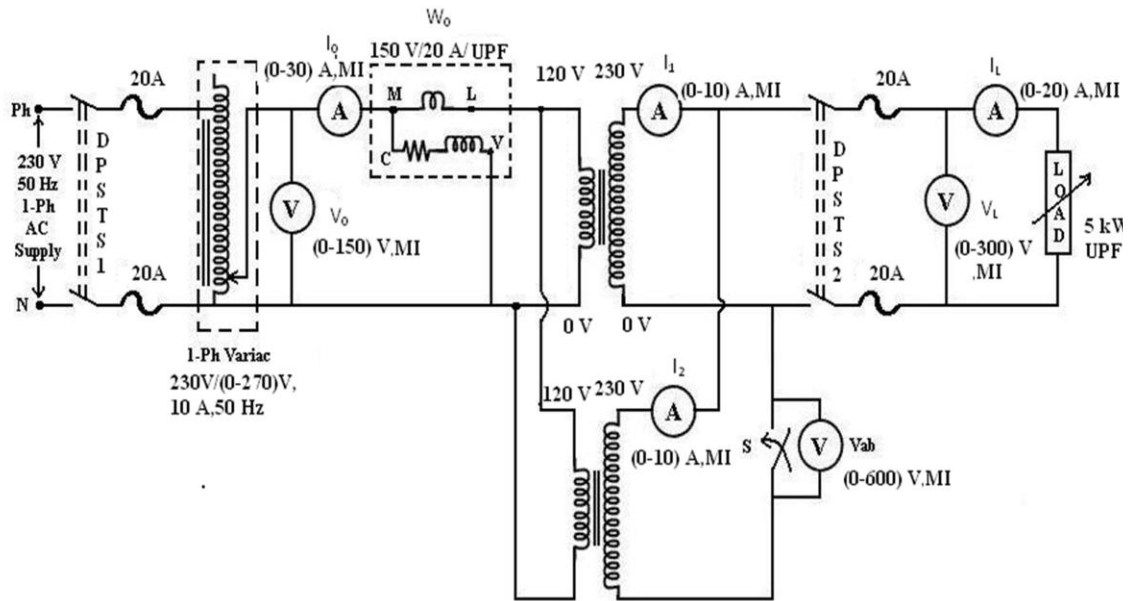 W₀
150 V/20 A/ UPF
I₀
(0-30) A,MI
M
L
C
V
20A
Ph
230 V
50 Hz
1-Ph
AC
Supply
N
DPSTS1
20A
A
V
V₀
(0-150) V,MI
1-Ph Variac
230V/(0-270)V,
10 A,50 Hz
120 V 230 V
I₁
(0-10) A,MI
A
0 V 0 V
120 V 230 V
I₂
A
(0-10) A,MI
DPSTS2
20A
20A
I_L
(0-20) A,MI
A
V
V_L
(0-300) V
,MI
LOAD
5 kW
UPF
S
V
Vab
(0-600) V,MI